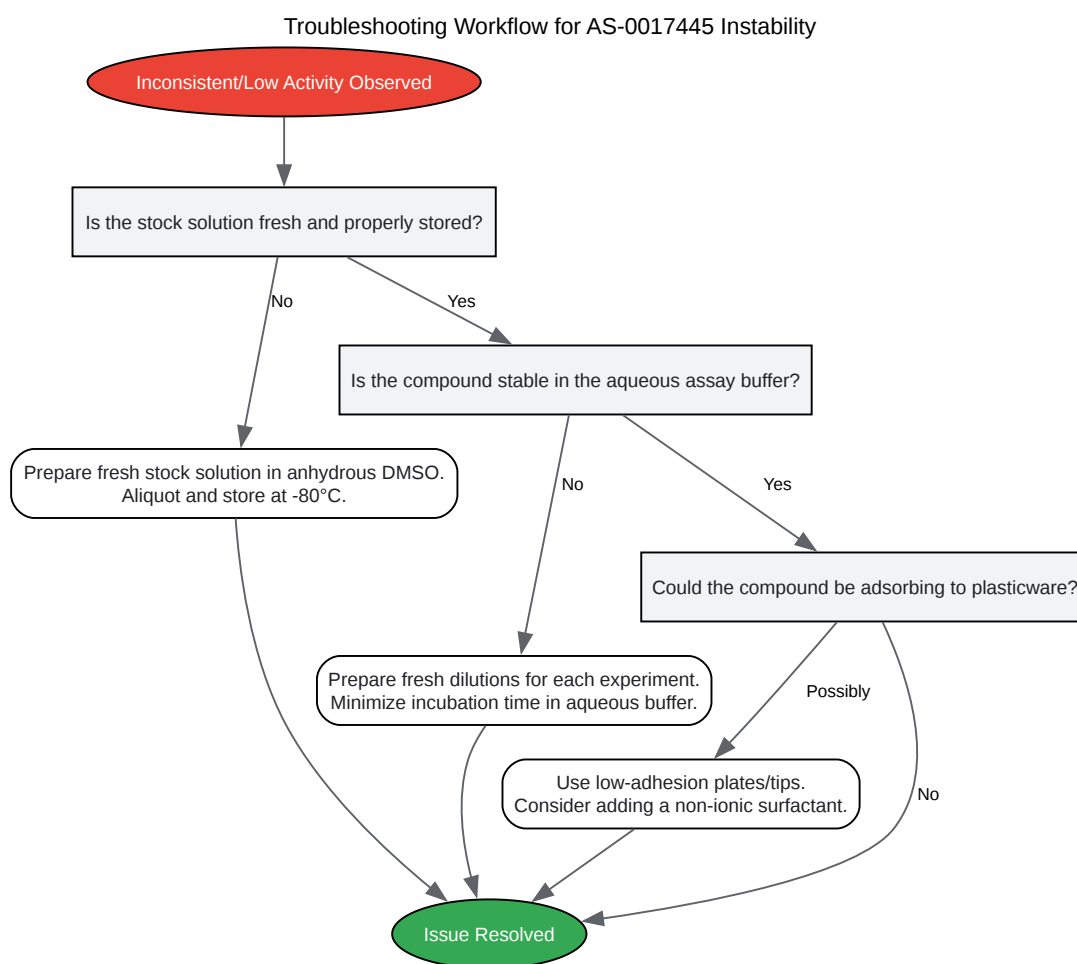 Troubleshooting Workflow for AS-0017445 Instability
Inconsistent/Low Activity Observed
Is the stock solution fresh and properly stored?
No
Yes
Is the compound stable in the aqueous assay buffer?
Prepare fresh stock solution in anhydrous DMSO.
Aliquot and store at -80°C.
No
Yes
Could the compound be adsorbing to plasticware?
Prepare fresh dilutions for each experiment.
Minimize incubation time in aqueous buffer.
Possibly
No
Use low-adhesion plates/tips.
Consider adding a non-ionic surfactant.
Issue Resolved